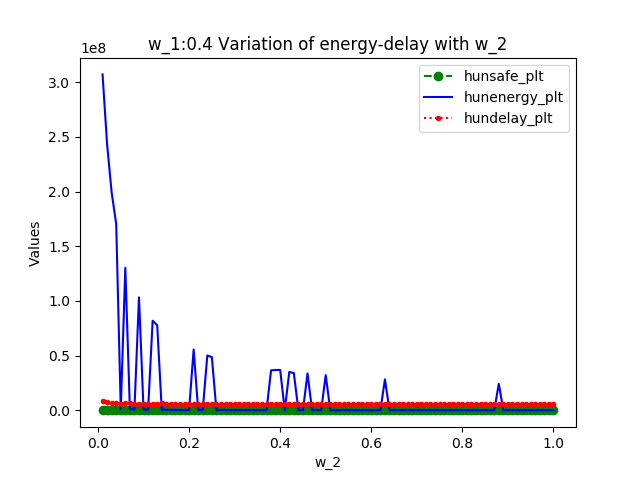 w_1:0.4 Variation of energy-delay with w_2
1e8
hunsafe_plt
hunenergy_plt
hundelay_plt
3.0
2.5
2.0
1.5
1.0
0.5
0.0
Values
0.0 0.2 0.4 0.6 0.8 1.0
w_2